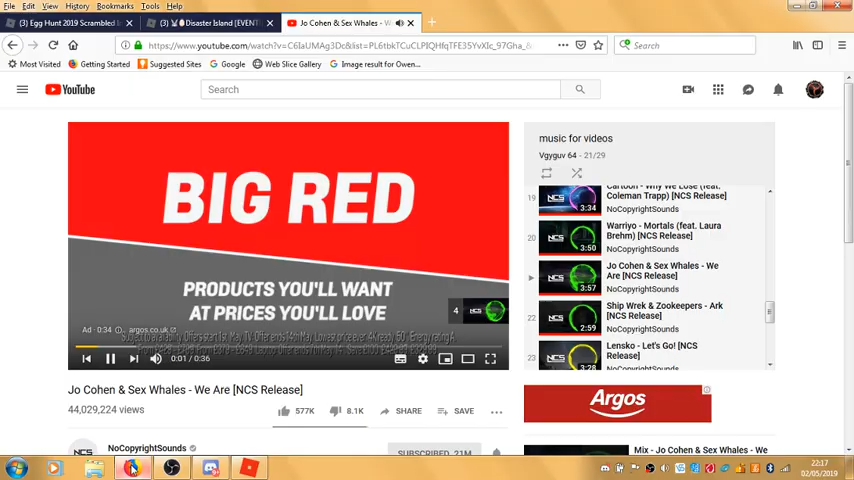 File Edit View History Bookmarks Tools Help
(3) Egg Hunt 2019 Scrambled
(3) Disaster Island [EVENT]
Jo Cohen & Sex Whales - W
https://www.youtube.com/watch?v=C6IaUMAg3Dc&list=PL6tbkTCuCLPIQHfqTFE35YvXIc_97Gha_&
Search
Most Visited Getting Started Suggested Sites Google Web Slice Gallery Image result for Owen...
YouTube
Search
BIG RED
PRODUCTS YOU'LL WANT
AT PRICES YOU'LL LOVE
4
Ad · 0:34 argos.co.uk
0:01 / 0:36
music for videos
Vgyguv 64 - 21/29
19
Cartoon - Why We Lose (feat.
Coleman Trapp) [NCS Release]
NoCopyrightSounds
3:34
20
Warriyo - Mortals (feat. Laura
Brehm) [NCS Release]
NoCopyrightSounds
3:50
Jo Cohen & Sex Whales - We
Are [NCS Release]
NoCopyrightSounds
3:57
22
Ship Wrek & Zookeepers - Ark
[NCS Release]
NoCopyrightSounds
2:59
23
Lensko - Let's Go! [NCS
Release]
NoCopyrightSounds
3:28
Jo Cohen & Sex Whales - We Are [NCS Release]
44,029,224 views
577K 8.1K SHARE SAVE
Argos
NCS
NoCopyrightSounds
SUBSCRIBED 21M
Mix - Jo Cohen & Sex Whales - We
22:17
02/05/2019